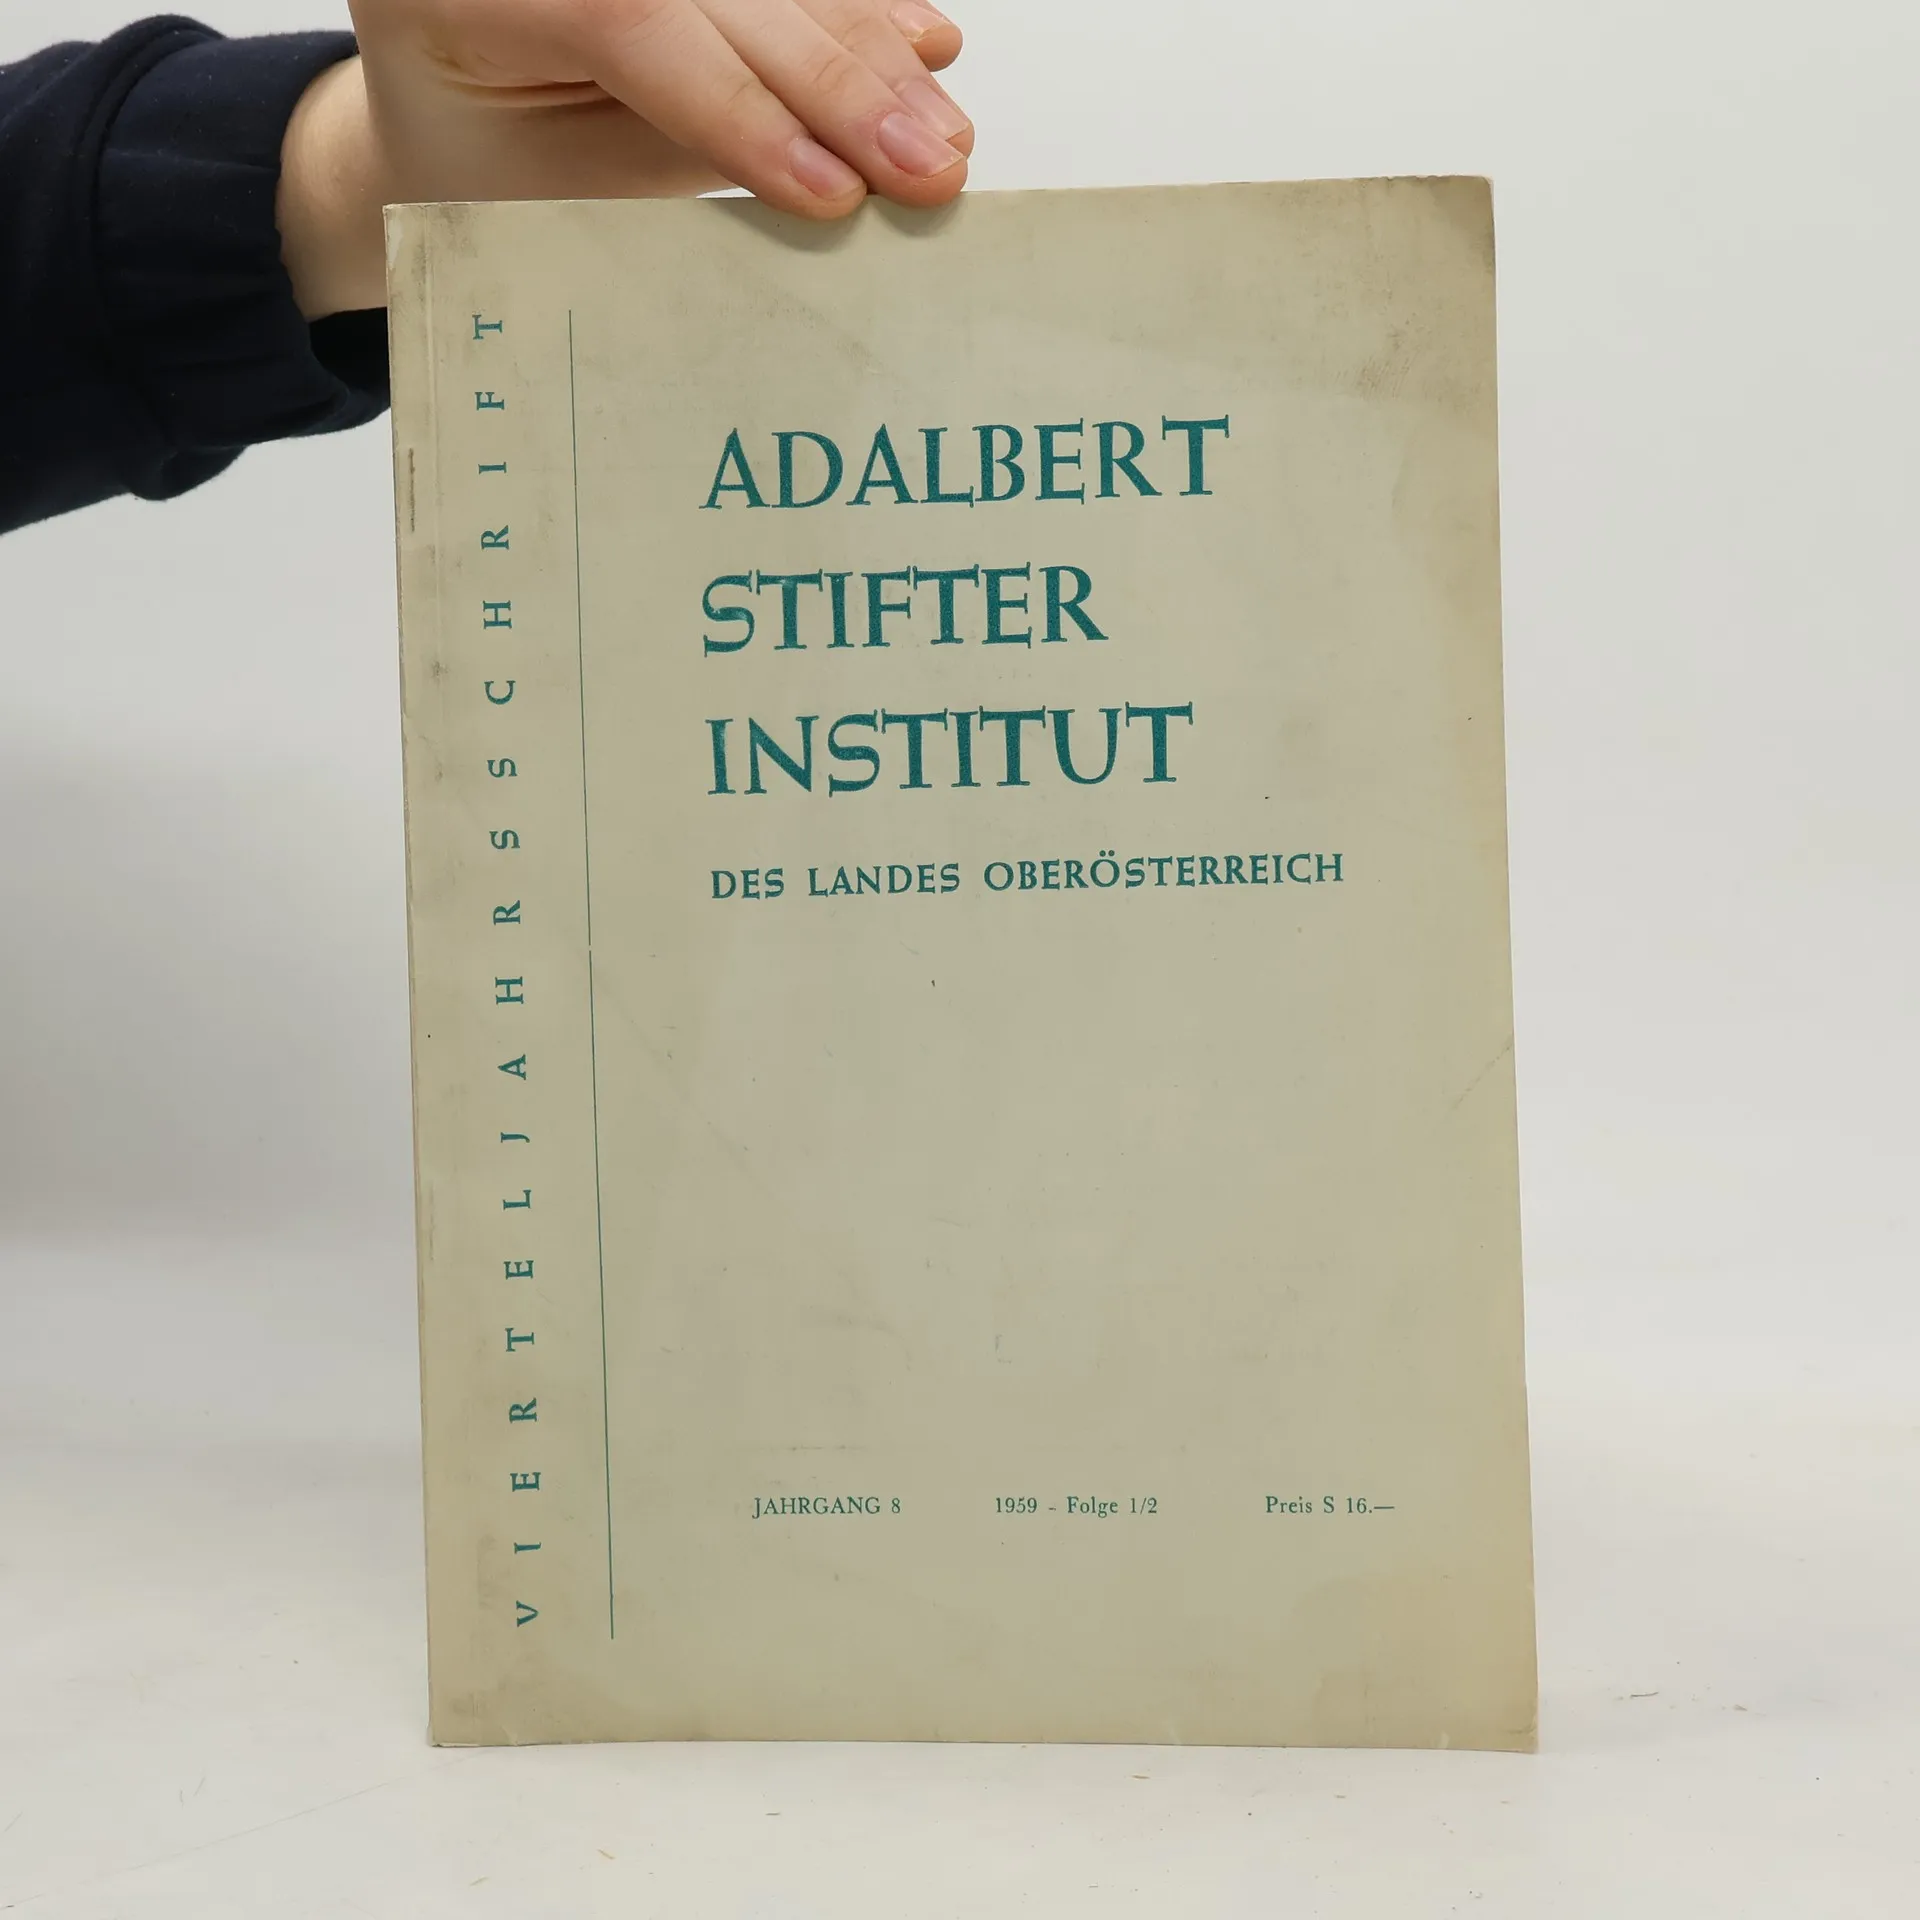 VIERTELJAHRSSCHRIFT
ADALBERT
STIFTER
INSTITUT
DES LANDES OBERÖSTERREICH
JAHRGANG 8 1959 - Folge 1/2 Preis S 16.—